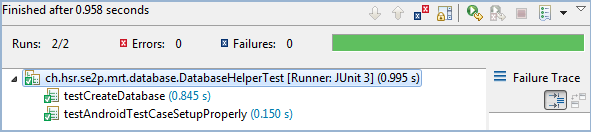 Finished after 0.958 seconds
Runs: 2/2 Errors: 0 Failures: 0
ch.hsr.se2p.mrt.database.DatabaseHelperTest [Runner: JUnit 3] (0.995 s)
testCreateDatabase (0.845 s)
testAndroidTestCaseSetupProperly (0.150 s)
Failure Trace